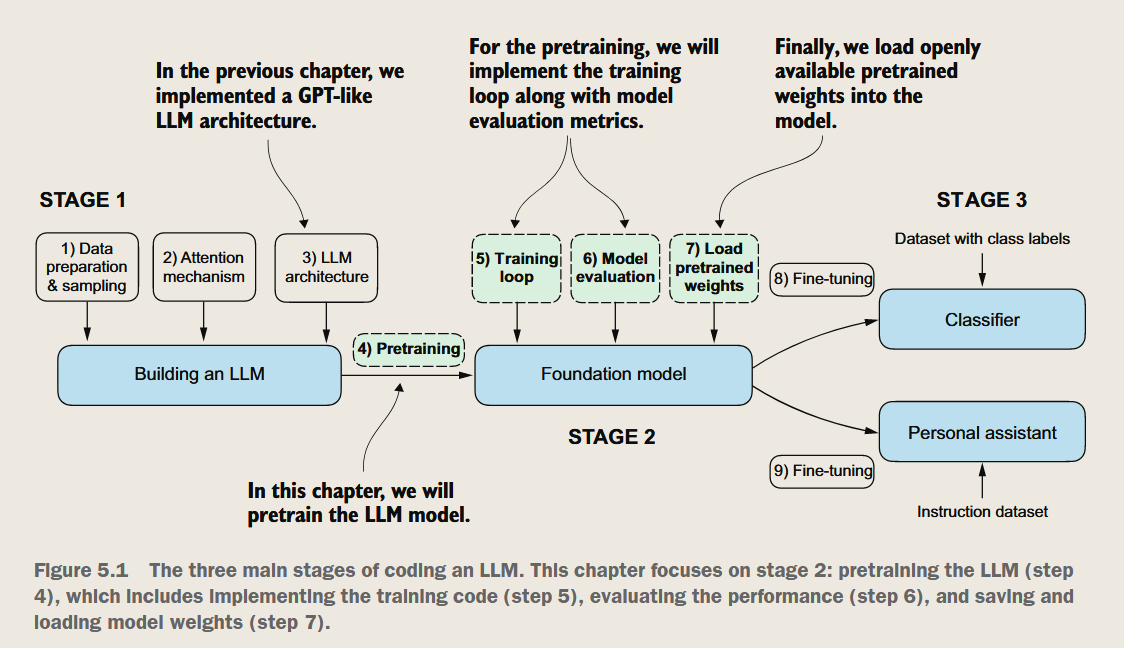 In the previous chapter, we
implemented a GPT-like
LLM architecture.
For the pretraining, we will
implement the training
loop along with model
evaluation metrics.
Finally, we load openly
available pretrained
weights into the
model.
STAGE 1
1) Data
preparation
& sampling
2) Attention
mechanism
3) LLM
architecture
Building an LLM
4) Pretraining
In this chapter, we will
pretrain the LLM model.
5) Training
loop
6) Model
evaluation
7) Load
pretrained
weights
Foundation model
STAGE 2
STAGE 3
Dataset with class labels
8) Fine-tuning
Classifier
Personal assistant
9) Fine-tuning
Instruction dataset
Figure 5.1 The three main stages of coding an LLM. This chapter focuses on stage 2: pretraining the LLM (step
4), which includes implementing the training code (step 5), evaluating the performance (step 6), and saving and
loading model weights (step 7).